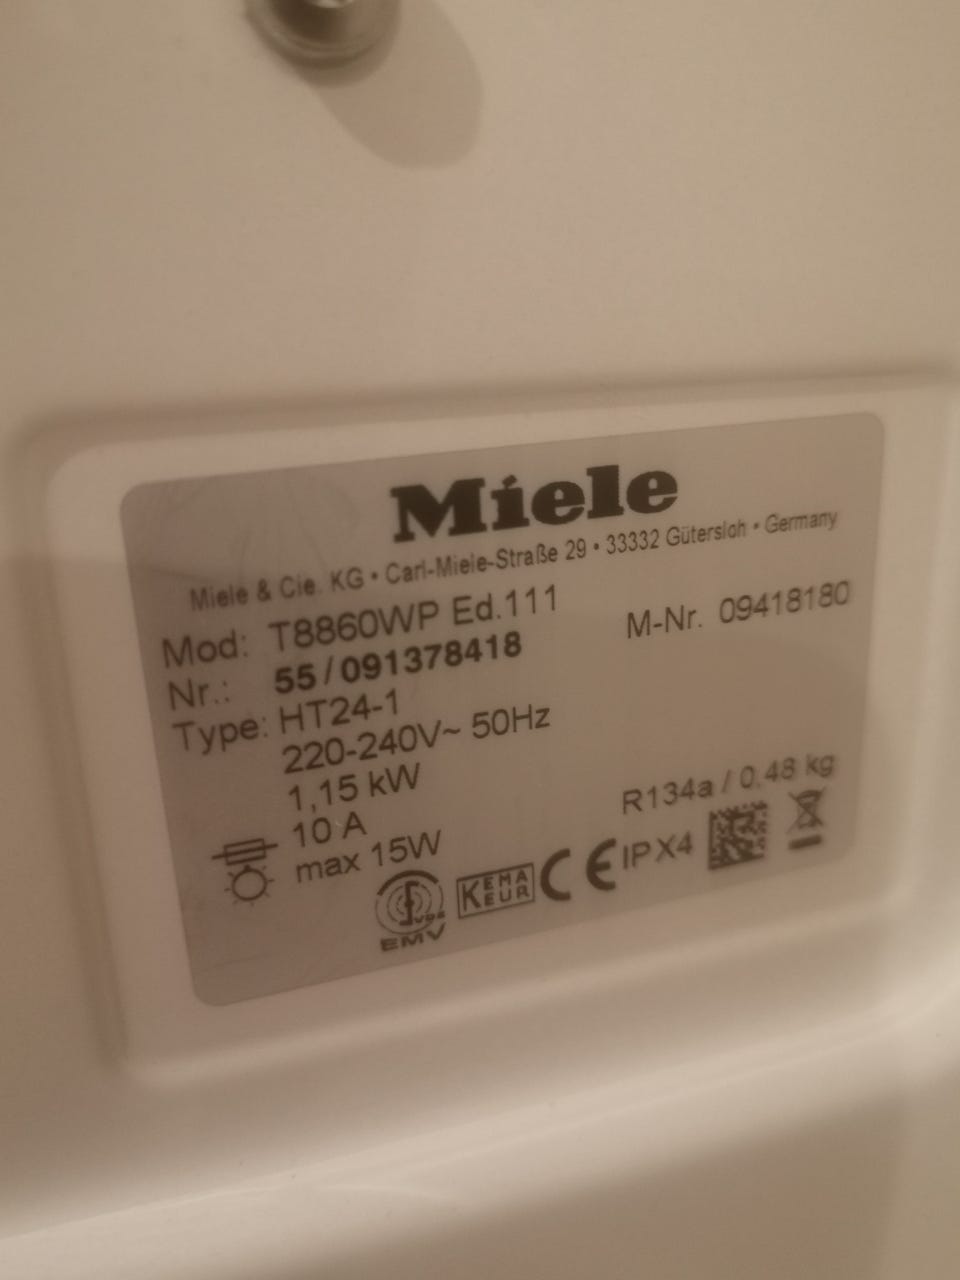 Miele
Miele & Cie. KG • Carl-Miele-Straße 29 • 33332 Gütersloh • Germany
Mod: T8860WP Ed.111
M-Nr. 09418180
Nr.: 55/091378418
Type: HT24-1
220-240V~ 50Hz
1,15 kW
10 A
R134a / 0,48 kg
max 15W
VDE
EMV
KEMA
KEUR
CE
IPX4